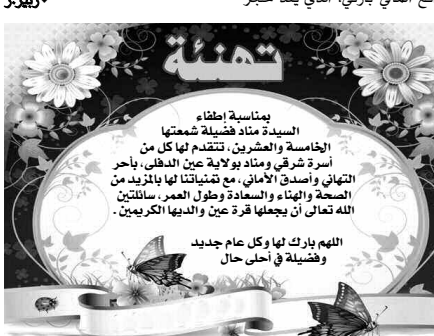 تهنئة
بمناسبة إطفاء
السيدة مناد فضيلة شمعتها
الخامسة والعشرين، تتقدم لها كل من
أسرة شرقي ومناد بولاية عين الدفلى، بأحر
التهاني وأصدق الأماني، مع تمنياتنا لها بالمزيد من
الصحة والهناء والسعادة وطول العمر، سائلتين
الله تعالى أن يجعلها قرة عين والديها الكريمين.
اللهم بارك لها وكل عام جديد
وفضيلة في أحلى حال